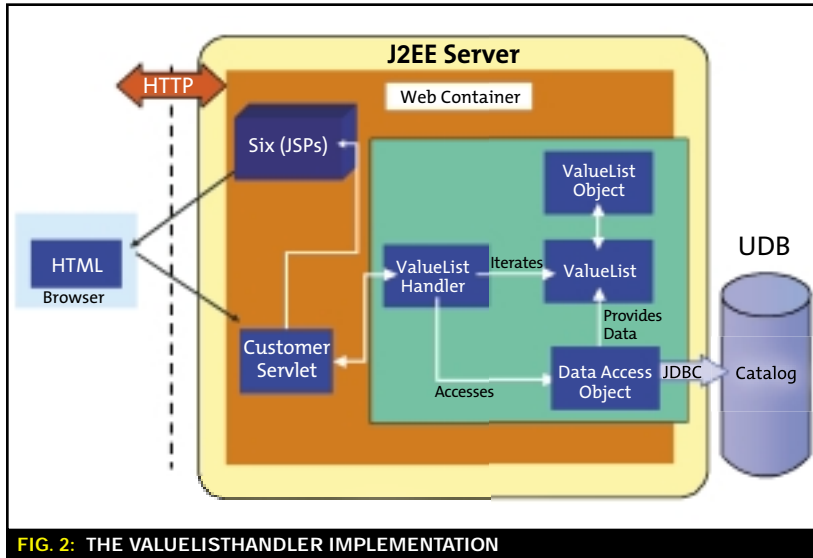 J2EE Server
HTTP
Web Container
Six (JSPs)
ValueList
Object
UDB
HTML
Browser
ValueList
Handler
Iterates
ValueList
Provides
Data
Customer
Servlet
Accesses
Data Access
Object
JDBC
Catalog
FIG. 2: THE VALUELISTHANDLER IMPLEMENTATION